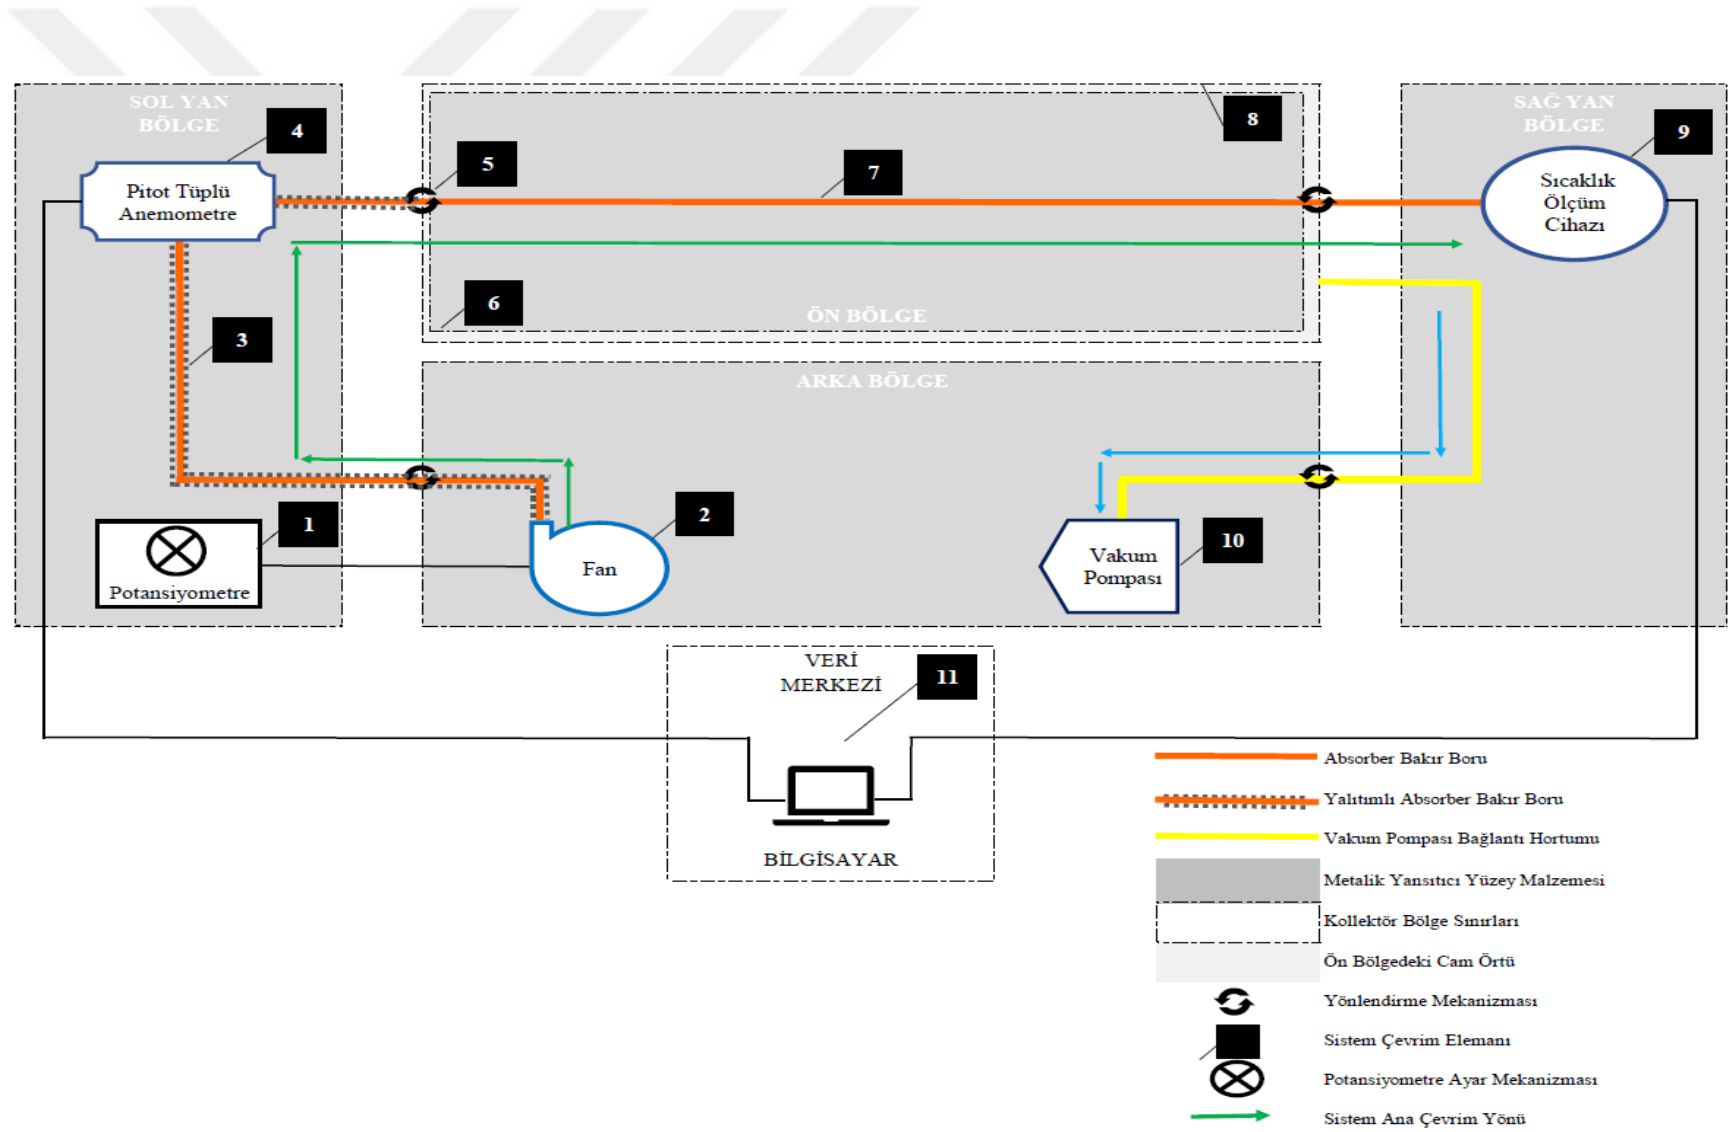 SOL YAN
BÖLGE
4
Pitot Tüplü
Anemometre
5
7
8
SAĞ YAN
BÖLGE
9
Sıcaklık
Ölçüm
Cihazı
6
ÖN BÖLGE
3
ARKA BÖLGE
1
Potansiyometre
2
Fan
Vakum
Pompası
10
VERİ
MERKEZİ
11
BİLGİSAYAR
Absorber Bakır Boru
Yalıtımlı Absorber Bakır Boru
Vakum Pompası Bağlantı Hortumu
Metalik Yansıtıcı Yüzey Malzemesi
Kollektör Bölge Sınırları
Ön Bölgedeki Cam Örtü
Yönlendirme Mekanizması
Sistem Çevrim Elemanı
Potansiyometre Ayar Mekanizması
Sistem Ana Çevrim Yönü